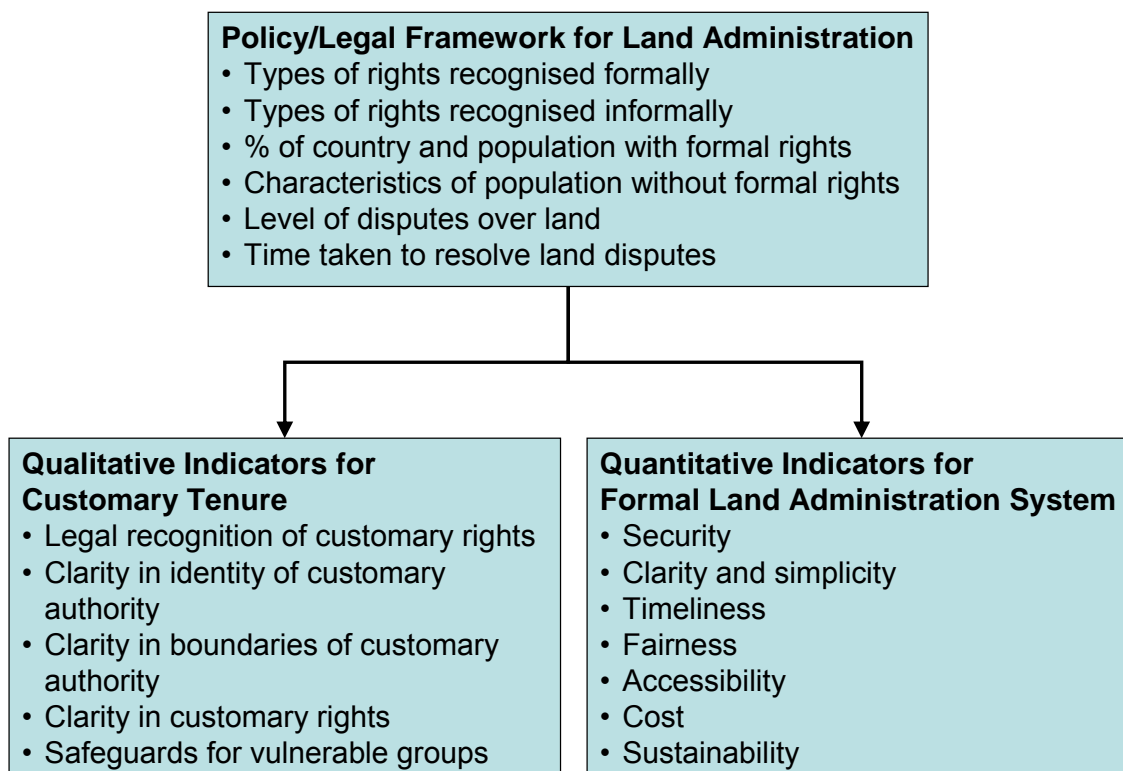 Policy/Legal Framework for Land Administration
• Types of rights recognised formally
• Types of rights recognised informally
• % of country and population with formal rights
• Characteristics of population without formal rights
• Level of disputes over land
• Time taken to resolve land disputes
Qualitative Indicators for
Customary Tenure
• Legal recognition of customary rights
• Clarity in identity of customary
authority
• Clarity in boundaries of customary
authority
• Clarity in customary rights
• Safeguards for vulnerable groups
Quantitative Indicators for
Formal Land Administration System
• Security
• Clarity and simplicity
• Timeliness
• Fairness
• Accessibility
• Cost
• Sustainability